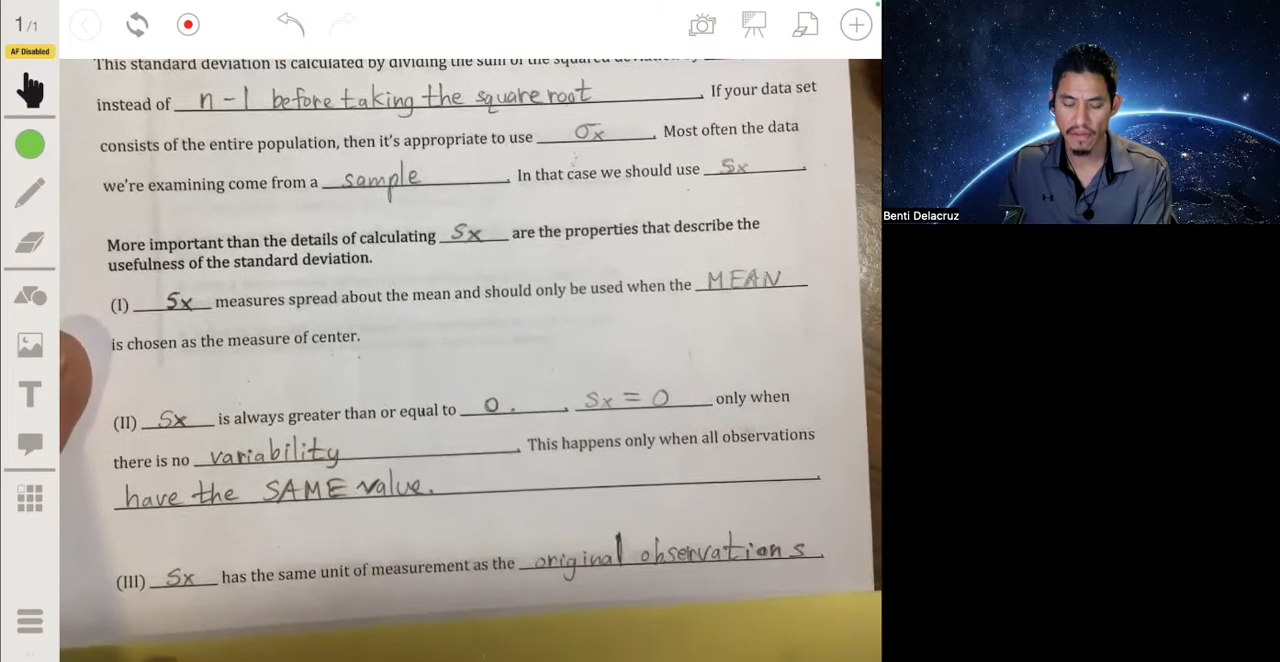 1/1
AF Disabled
This standard deviation is calculated by dividing the sum of the squared
instead of n-1 before taking the square root. If your data set
consists of the entire population, then it's appropriate to use σx. Most often the data
we're examining come from a sample. In that case we should use Sx.
More important than the details of calculating Sx are the properties that describe the
usefulness of the standard deviation.
(I) Sx measures spread about the mean and should only be used when the MEAN
is chosen as the measure of center.
(II) Sx is always greater than or equal to 0. Sx = 0 only when
there is no variability. This happens only when all observations
have the SAME value.
(III) Sx has the same unit of measurement as the original observations.
T
Benti Delacruz